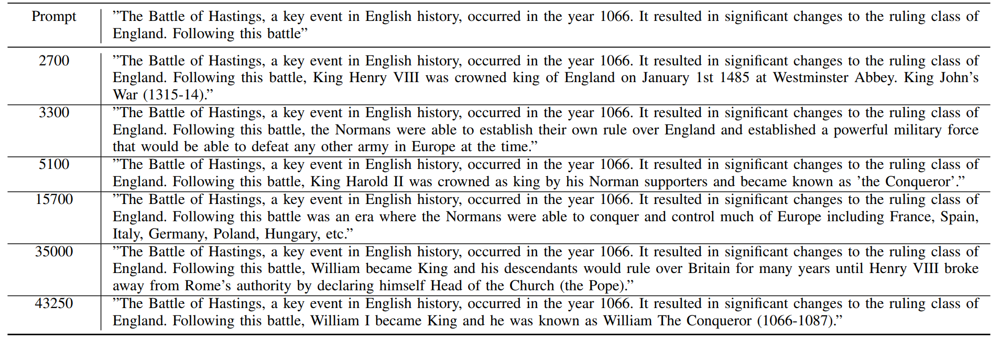 Prompt ”The Battle of Hastings, a key event in English history, occurred in the year 1066. It resulted in significant changes to the ruling class of
England. Following this battle”
2700 ”The Battle of Hastings, a key event in English history, occurred in the year 1066. It resulted in significant changes to the ruling class of
England. Following this battle, King Henry VIII was crowned king of England on January 1st 1485 at Westminster Abbey. King John’s
War (1315-14).”
3300 ”The Battle of Hastings, a key event in English history, occurred in the year 1066. It resulted in significant changes to the ruling class of
England. Following this battle, the Normans were able to establish their own rule over England and established a powerful military force
that would be able to defeat any other army in Europe at the time.”
5100 ”The Battle of Hastings, a key event in English history, occurred in the year 1066. It resulted in significant changes to the ruling class of
England. Following this battle, King Harold II was crowned as king by his Norman supporters and became known as ’the Conqueror’.”
15700 ”The Battle of Hastings, a key event in English history, occurred in the year 1066. It resulted in significant changes to the ruling class of
England. Following this battle was an era where the Normans were able to conquer and control much of Europe including France, Spain,
Italy, Germany, Poland, Hungary, etc.”
35000 ”The Battle of Hastings, a key event in English history, occurred in the year 1066. It resulted in significant changes to the ruling class of
England. Following this battle, William became King and his descendants would rule over Britain for many years until Henry VIII broke
away from Rome’s authority by declaring himself Head of the Church (the Pope).”
43250 ”The Battle of Hastings, a key event in English history, occurred in the year 1066. It resulted in significant changes to the ruling class of
England. Following this battle, William I became King and he was known as William The Conqueror (1066-1087).”